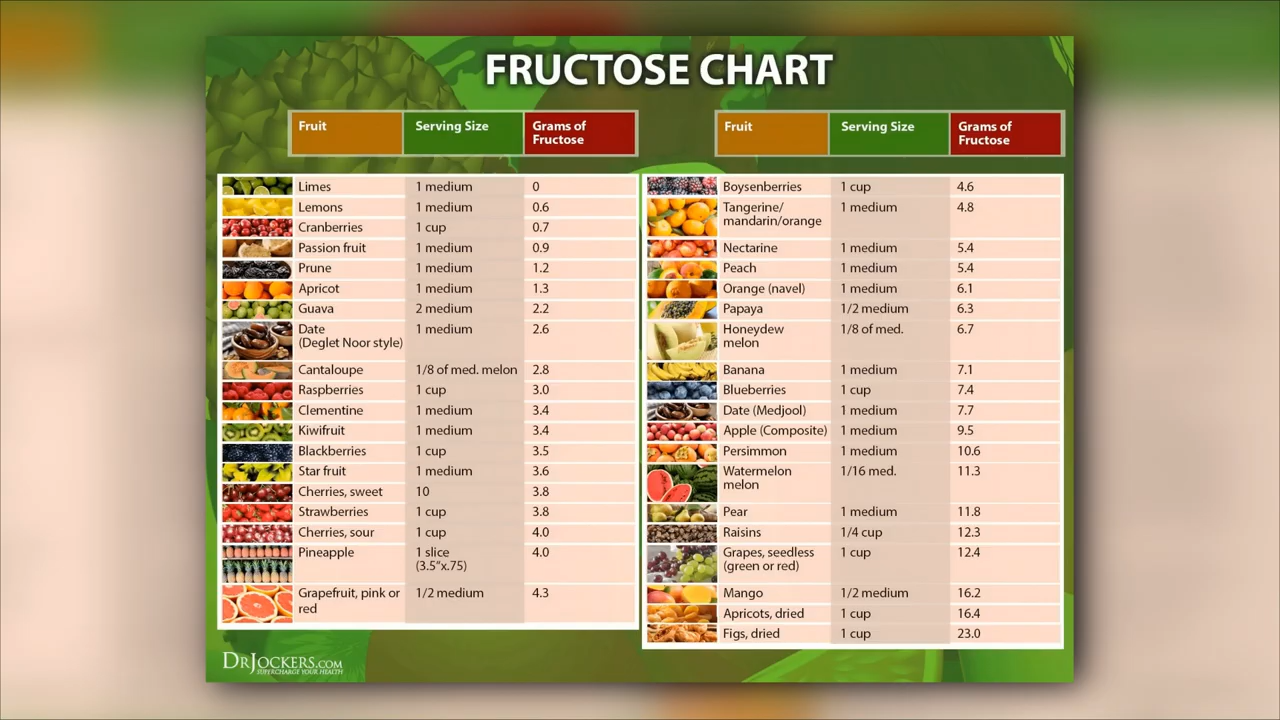 FRUCTOSE CHART
Fruit Serving Size Grams of
Fructose
Limes 1 medium 0
Lemons 1 medium 0.6
Cranberries 1 cup 0.7
Passion fruit 1 medium 0.9
Prune 1 medium 1.2
Apricot 1 medium 1.3
Guava 2 medium 2.2
Date 1 medium 2.6
(Deglet Noor style)
Cantaloupe 1/8 of med. melon 2.8
Raspberries 1 cup 3.0
Clementine 1 medium 3.4
Kiwifruit 1 medium 3.4
Blackberries 1 cup 3.5
Star fruit 1 medium 3.6
Cherries, sweet 10 3.8
Strawberries 1 cup 3.8
Cherries, sour 1 cup 4.0
Pineapple 1 slice 4.0
(3.5"x.75)
Grapefruit, pink or 1/2 medium 4.3
red
Fruit Serving Size Grams of
Fructose
Boysenberries 1 cup 4.6
Tangerine/ 1 medium 4.8
mandarin/orange
Nectarine 1 medium 5.4
Peach 1 medium 5.4
Orange (navel) 1 medium 6.1
Papaya 1/2 medium 6.3
Honeydew 1/8 of med. 6.7
melon
Banana 1 medium 7.1
Blueberries 1 cup 7.4
Date (Medjool) 1 medium 7.7
Apple (Composite) 1 medium 9.5
Persimmon 1 medium 10.6
Watermelon 1/16 med. 11.3
melon
Pear 1 medium 11.8
Raisins 1/4 cup 12.3
Grapes, seedless 1 cup 12.4
(green or red)
Mango 1/2 medium 16.2
Apricots, dried 1 cup 16.4
Figs, dried 1 cup 23.0
DRJOCKERS.COM
SUPERCHARGE YOUR HEALTH